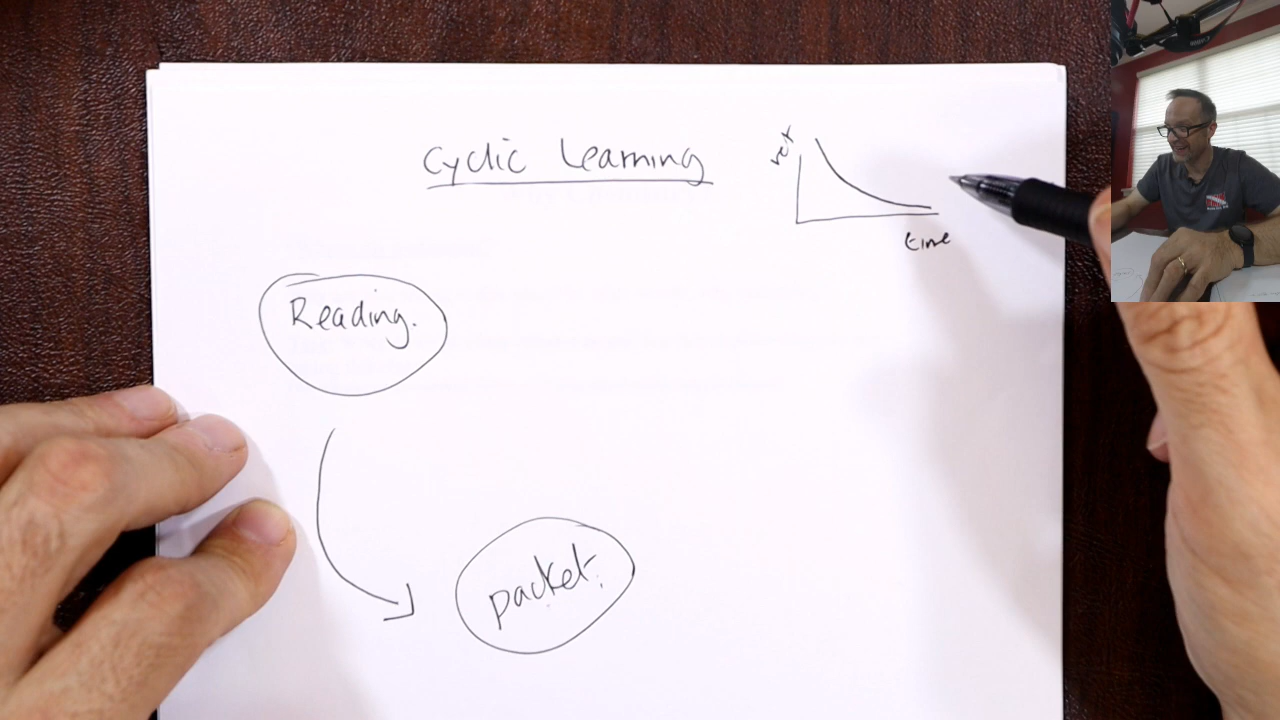 Cyclic Learning
ret
time
Reading.
packet.